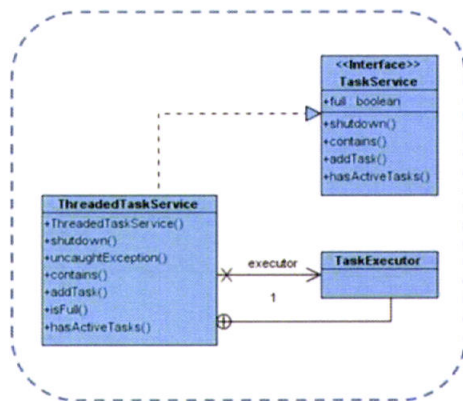 <<Interface>>
TaskService
+full : boolean
+shutdown()
+contains()
+addTask()
+hasActiveTasks()
ThreadedTaskService
+ThreadedTaskService()
+shutdown()
+uncaughtException()
+contains()
+addTask()
+isFull()
+hasActiveTasks()
executor
1
TaskExecutor